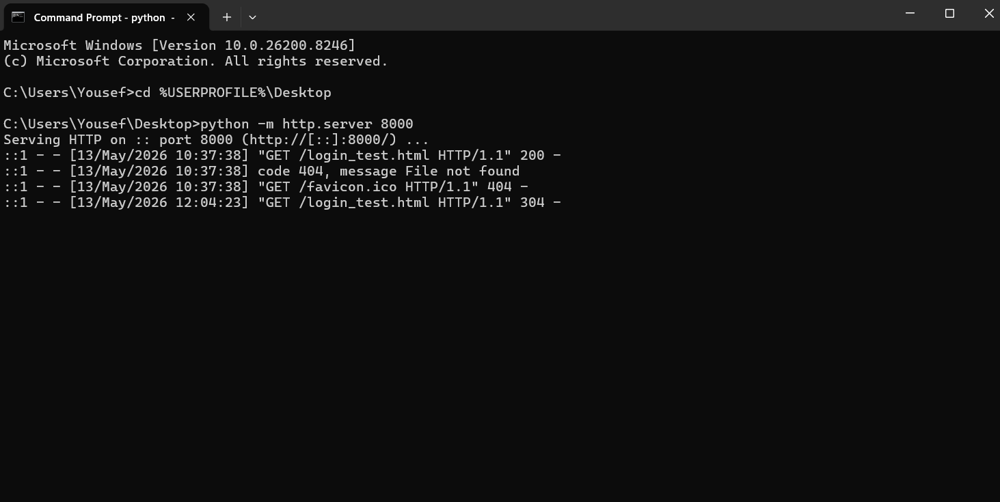 Command Prompt - python -
Microsoft Windows [Version 10.0.26200.8246]
(c) Microsoft Corporation. All rights reserved.
C:\Users\Yousef>cd %USERPROFILE%\Desktop
C:\Users\Yousef\Desktop>python -m http.server 8000
Serving HTTP on :: port 8000 (http://[::]:8000/) ...
::1 - - [13/May/2026 10:37:38] "GET /login_test.html HTTP/1.1" 200 -
::1 - - [13/May/2026 10:37:38] code 404, message File not found
::1 - - [13/May/2026 10:37:38] "GET /favicon.ico HTTP/1.1" 404 -
::1 - - [13/May/2026 12:04:23] "GET /login_test.html HTTP/1.1" 304 -